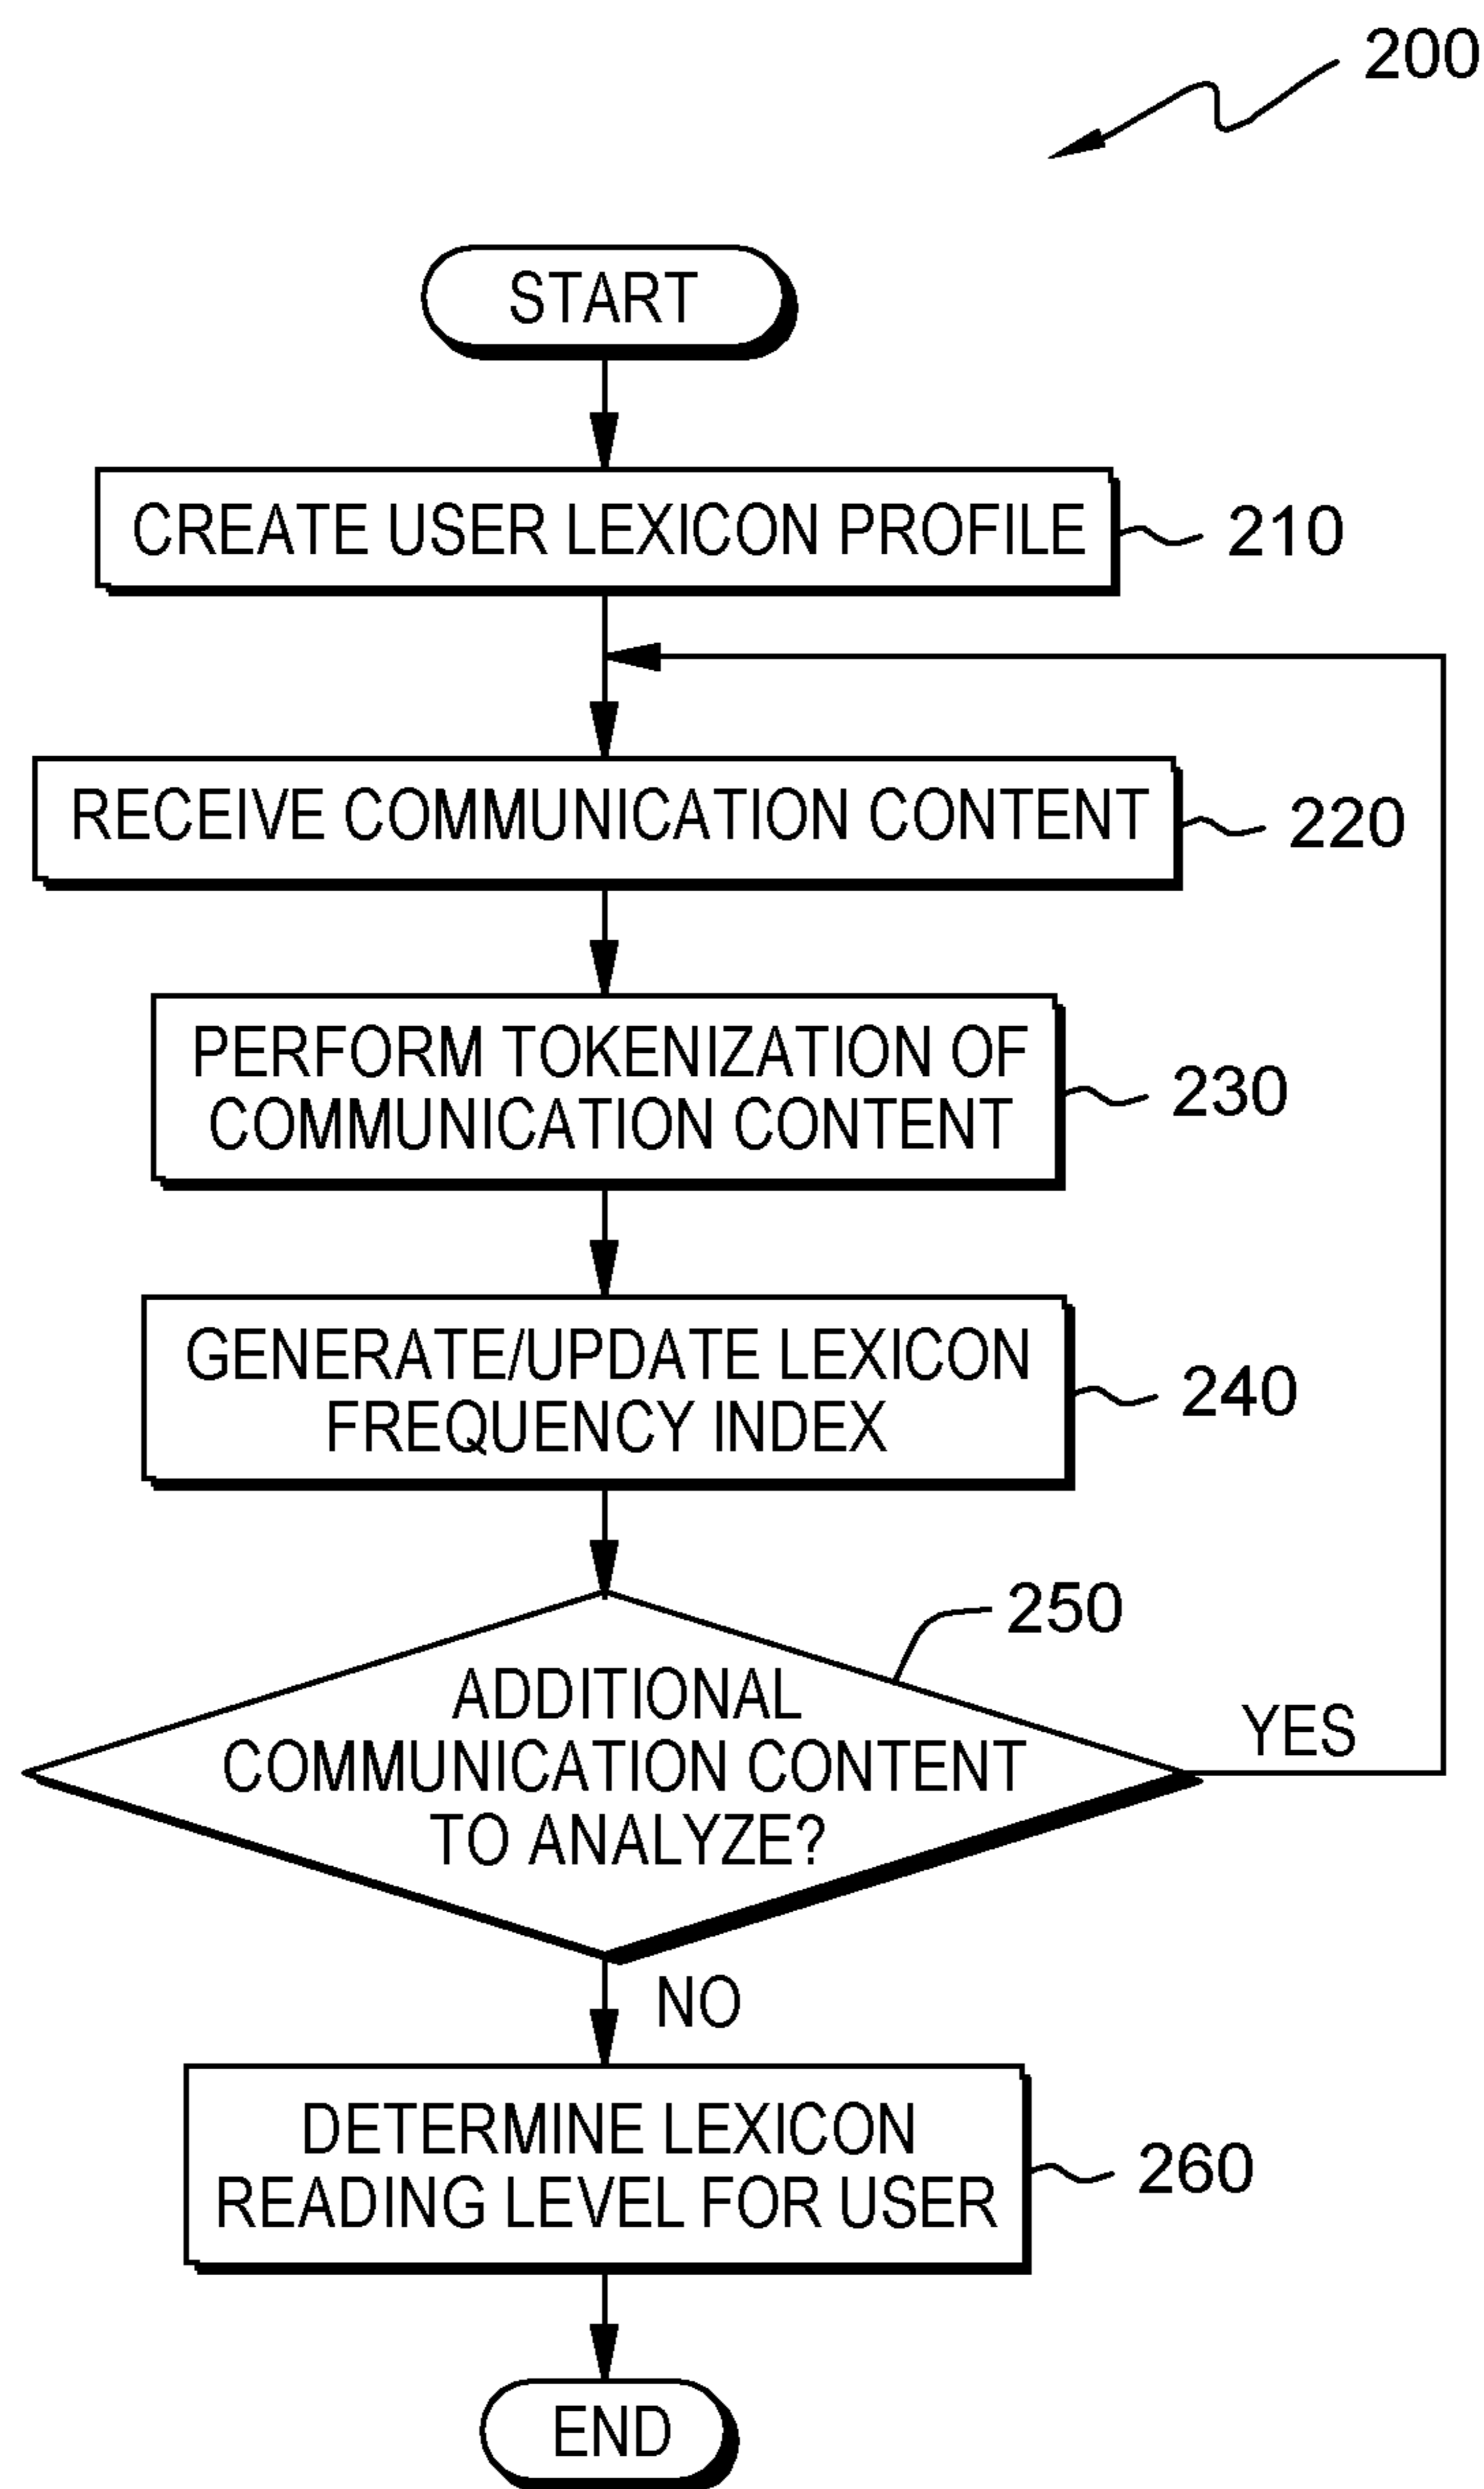 200
START
CREATE USER LEXICON PROFILE
210
RECEIVE COMMUNICATION CONTENT
220
PERFORM TOKENIZATION OF
COMMUNICATION CONTENT
230
GENERATE/UPDATE LEXICON
FREQUENCY INDEX
240
250
ADDITIONAL
COMMUNICATION CONTENT
TO ANALYZE?
YES
NO
DETERMINE LEXICON
READING LEVEL FOR USER
260
END